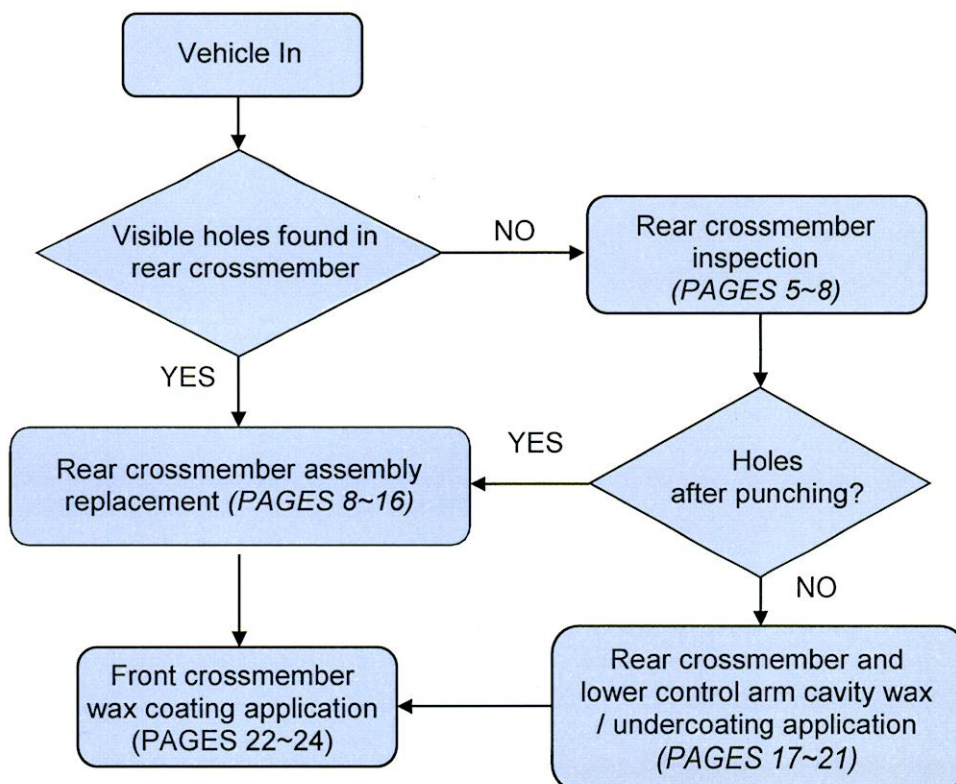 Vehicle In
Visible holes found in
rear crossmember
NO
Rear crossmember
inspection
(PAGES 5~8)
YES
Holes
after punching?
YES
Rear crossmember assembly
replacement (PAGES 8~16)
NO
Rear crossmember and
lower control arm cavity wax
/ undercoating application
(PAGES 17~21)
Front crossmember
wax coating application
(PAGES 22~24)